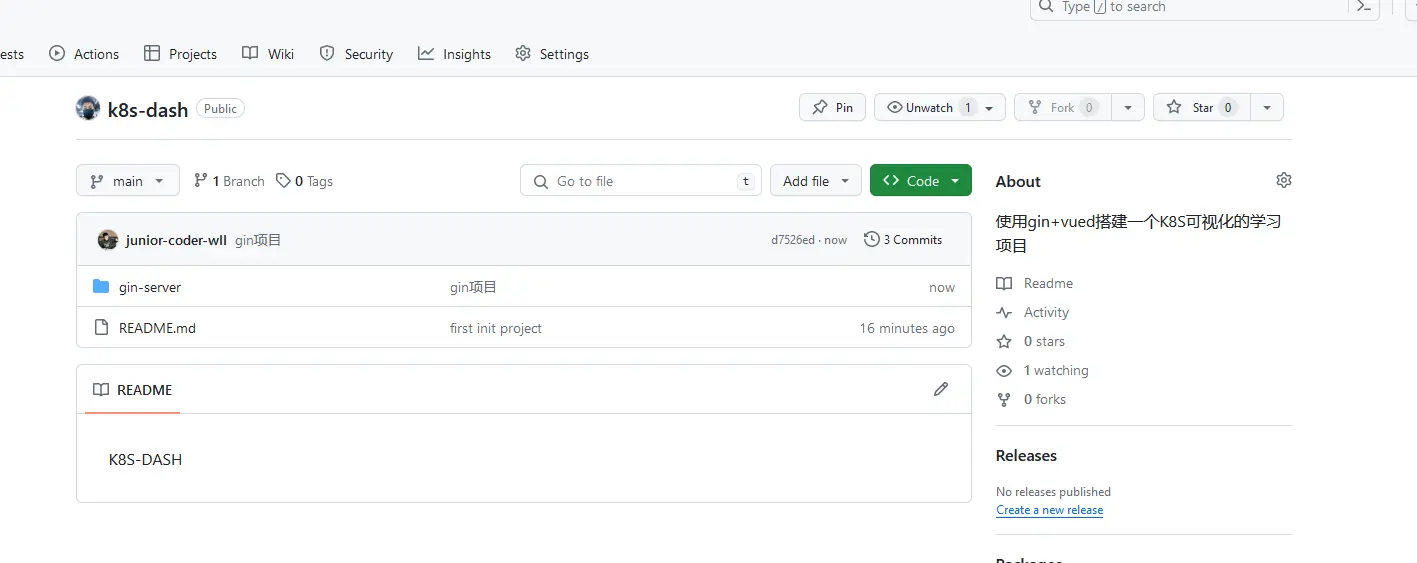 Type / to search
ests Actions Projects Wiki Security Insights Settings
k8s-dash Public Pin Unwatch 1 Fork 0 Star 0
main 1 Branch 0 Tags Go to file t Add file Code
junior-coder-wll gin项目 d7526ed · now 3 Commits
gin-server gin项目 now
README.md first init project 16 minutes ago
README
K8S-DASH
About
使用gin+vued搭建一个K8S可视化的学习
项目
Readme
Activity
0 stars
1 watching
0 forks
Releases
No releases published
Create a new release